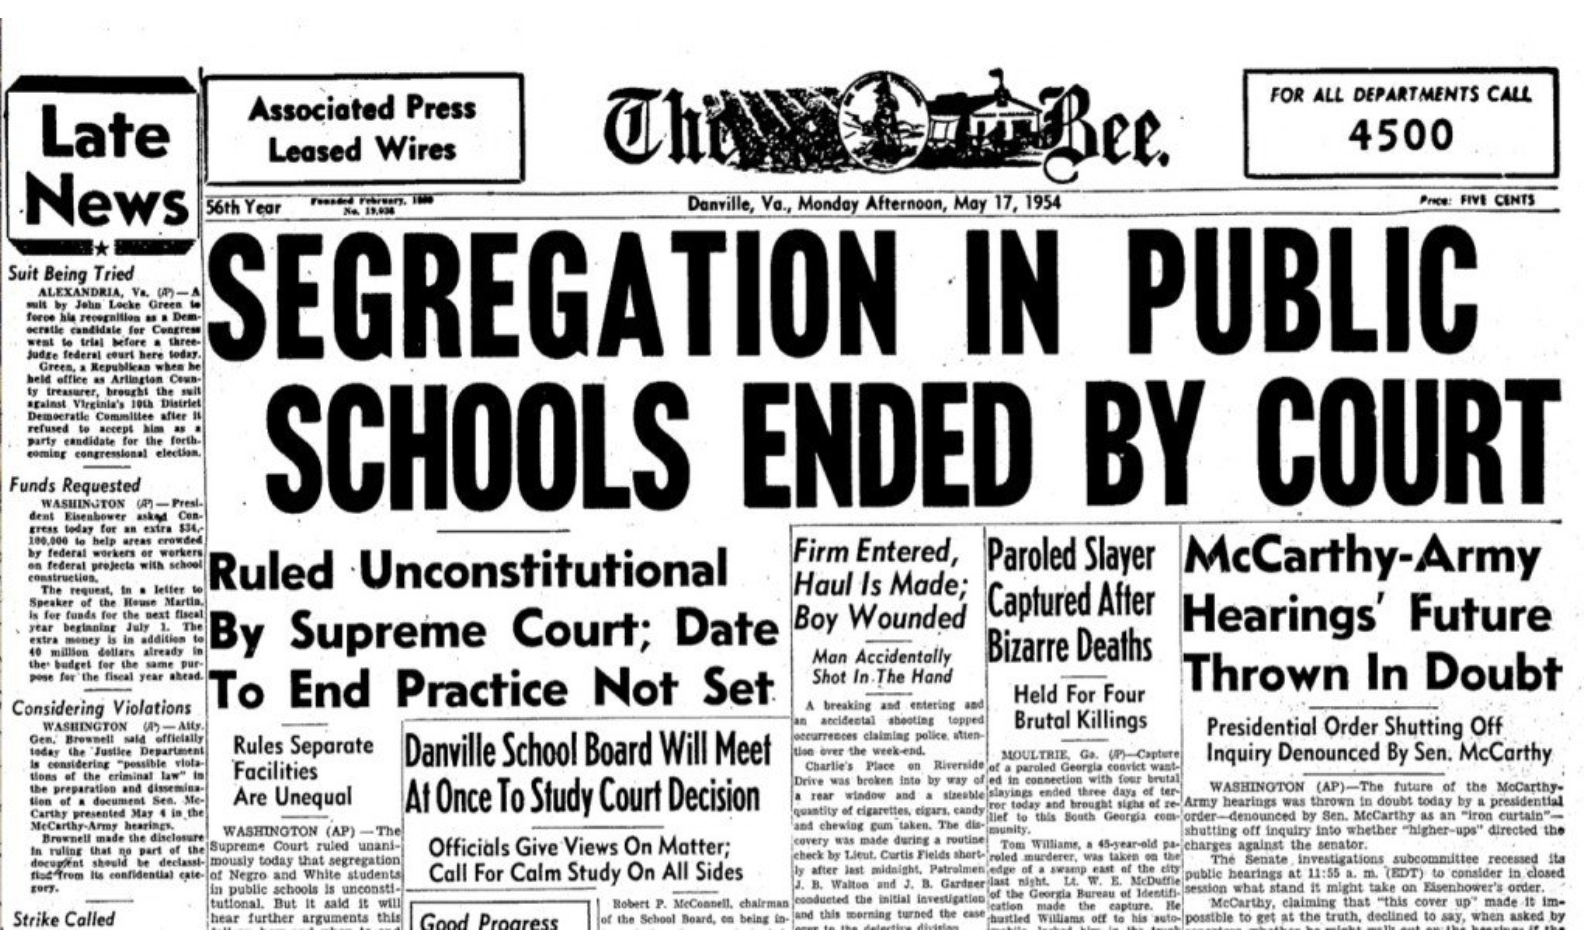 Late
News
Associated Press
Leased Wires
The Bee.
FOR ALL DEPARTMENTS CALL
4500
56th Year
Founded February, 1899
No. 19,938
Danville, Va., Monday Afternoon, May 17, 1954
Price: FIVE CENTS
SEGREGATION IN PUBLIC
SCHOOLS ENDED BY COURT
Suit Being Tried
ALEXANDRIA, Va. (AP)—A
suit by John Locke Green to
force his recognition as a Dem-
ocratic candidate for Congress
went to trial before a three-
judge federal court here today.
Green, a Republican when he
held office as Arlington Coun-
ty treasurer, brought the suit
against Virginia's 10th District
Democratic Committee after it
refused to accept him as a
party candidate for the forth-
coming congressional election.
Funds Requested
WASHINGTON (AP)—Presi-
dent Eisenhower asked Con-
gress today for an extra $34,-
100,000 to help areas crowded
by federal workers or workers
on federal projects with school
construction.
The request, in a letter to
Speaker of the House Martin,
is for funds for the next fiscal
year beginning July 1. The
extra money is in addition to
40 million dollars already in
the budget for the same pur-
pose for the fiscal year ahead.
Considering Violations
WASHINGTON (AP)—Atty.
Gen. Brownell said officially
today the Justice Department
is considering "possible viola-
tions of the criminal law" in
the preparation and dissemina-
tion of a document Sen. Mc-
Carthy presented May 4 in the
McCarthy-Army hearings.
Brownell made the disclosure
in ruling that no part of the
document should be declassi-
fied from its confidential cate-
gory.
Strike Called
Ruled Unconstitutional
By Supreme Court; Date
To End Practice Not Set
Rules Separate
Facilities
Are Unequal
WASHINGTON (AP) —The
Supreme Court ruled unani-
mously today that segregation
of Negro and White students
in public schools is unconsti-
tutional. But it said it will
hear further arguments this
Danville School Board Will Meet
At Once To Study Court Decision
Officials Give Views On Matter;
Call For Calm Study On All Sides
Good Progress
Robert P. McConnell, chairman
of the School Board, on being in-
Firm Entered,
Haul Is Made;
Boy Wounded
Man Accidentally
Shot In The Hand
A breaking and entering and
an accidental shooting topped
occurrences claiming police atten-
tion over the week-end.
Charlie's Place on Riverside
Drive was broken into by way of
a rear window and a sizeable
quantity of cigarettes, cigars, candy
and chewing gum taken. The dis-
covery was made during a routine
check by Lieut. Curtis Fields short-
ly after last midnight. Patrolmen
J. B. Walton and J. B. Gardner
conducted the initial investigation
and this morning turned the case
over to the detective division.
Paroled Slayer
Captured After
Bizarre Deaths
Held For Four
Brutal Killings
MOULTRIE, Ga. (AP)—Capture
of a paroled Georgia convict want-
ed in connection with four brutal
slayings ended three days of ter-
ror today and brought sighs of re-
lief to this South Georgia com-
munity.
Tom Williams, a 45-year-old pa-
roled murderer, was taken on the
edge of a swamp east of the city
last night. Lt. W. E. McDuffie
of the Georgia Bureau of Identifi-
cation made the capture. He
hustled Williams off to his auto-
McCarthy-Army
Hearings' Future
Thrown In Doubt
Presidential Order Shutting Off
Inquiry Denounced By Sen. McCarthy
WASHINGTON (AP)—The future of the McCarthy-
Army hearings was thrown in doubt today by a presidential
order—denounced by Sen. McCarthy as an "iron curtain"—
shutting off inquiry into whether "higher-ups" directed the
charges against the senator.
The Senate investigations subcommittee recessed its
public hearings at 11:55 a. m. (EDT) to consider in closed
session what stand it might take on Eisenhower's order.
McCarthy, claiming that "this cover up" made it im-
possible to get at the truth, declined to say, when asked by